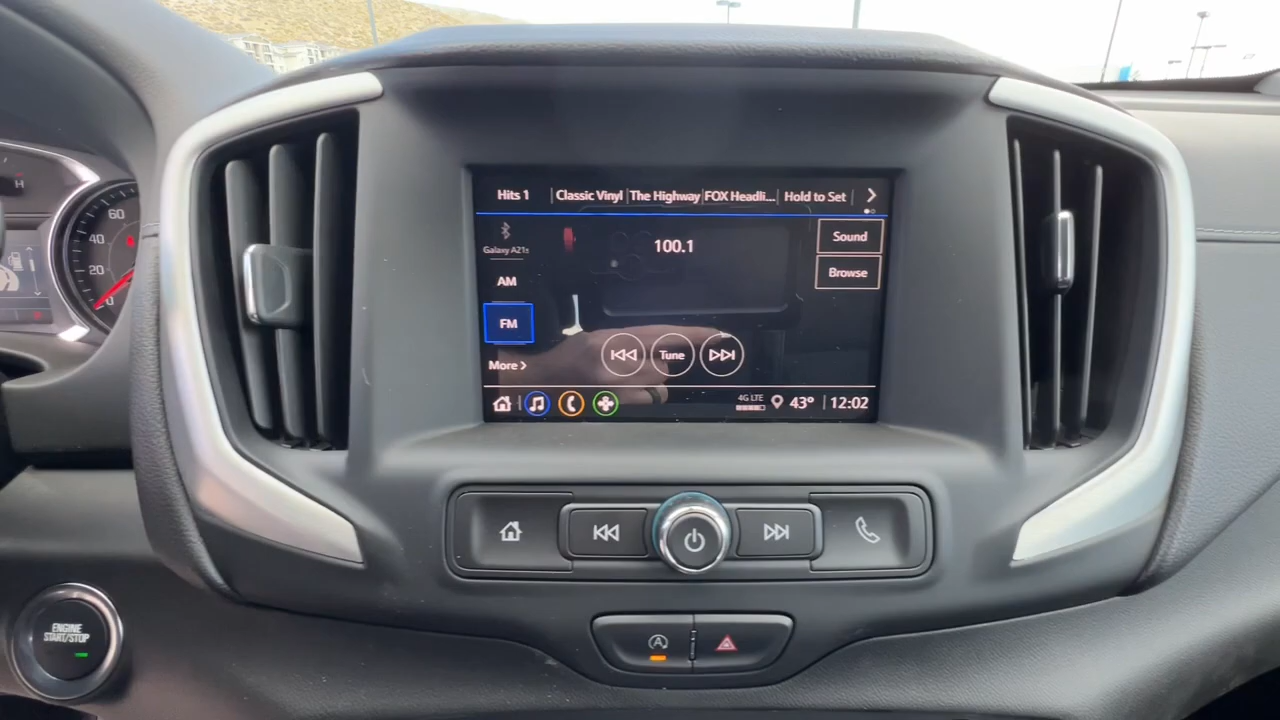 Hits 1
Classic Vinyl
The Highway
FOX Headli...
Hold to Set
Galaxy A21s
100.1
Sound
Browse
AM
FM
More
Tune
4G LTE
43°
12:02
H
60
40
20
0
ENGINE
START/STOP
A